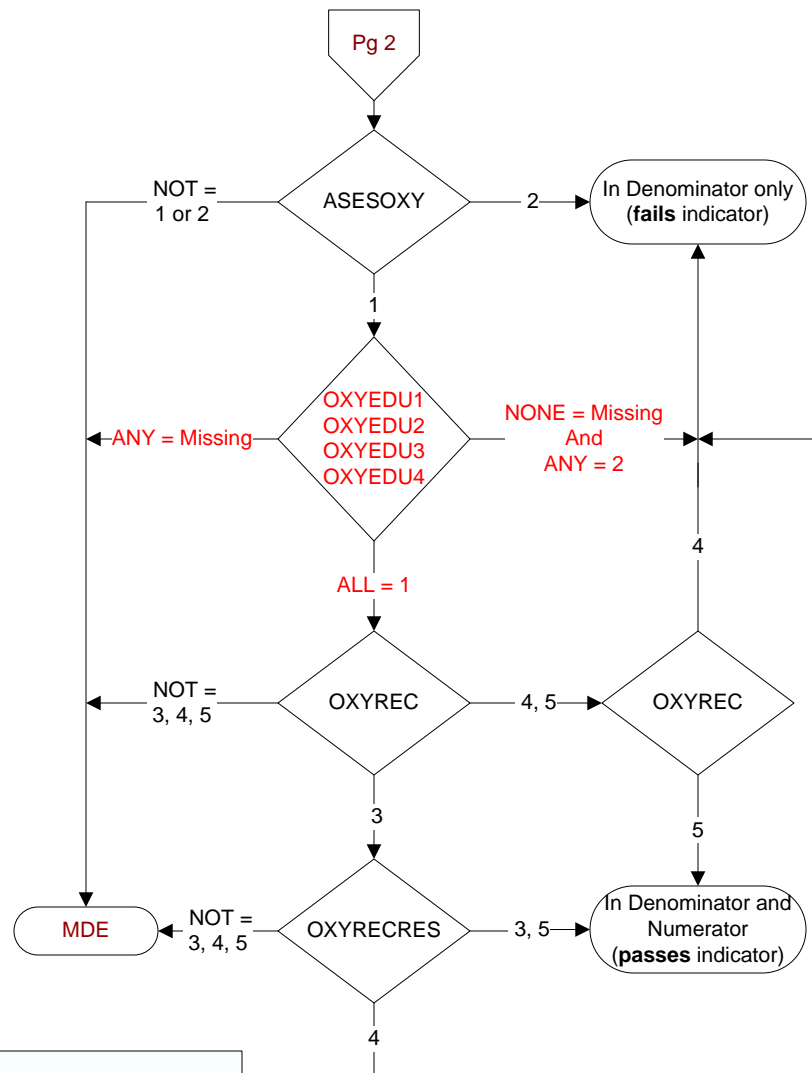 Pg 2
NOT =
1 or 2
ASESOXY
2
In Denominator only
(fails indicator)
1
ANY = Missing
OXYEDU1
OXYEDU2
OXYEDU3
OXYEDU4
NONE = Missing
And
ANY = 2
ALL = 1
4
NOT =
3, 4, 5
OXYREC
4, 5
OXYREC
3
5
MDE
NOT =
3, 4, 5
OXYRECRES
3, 5
In Denominator and
Numerator
(passes indicator)
4